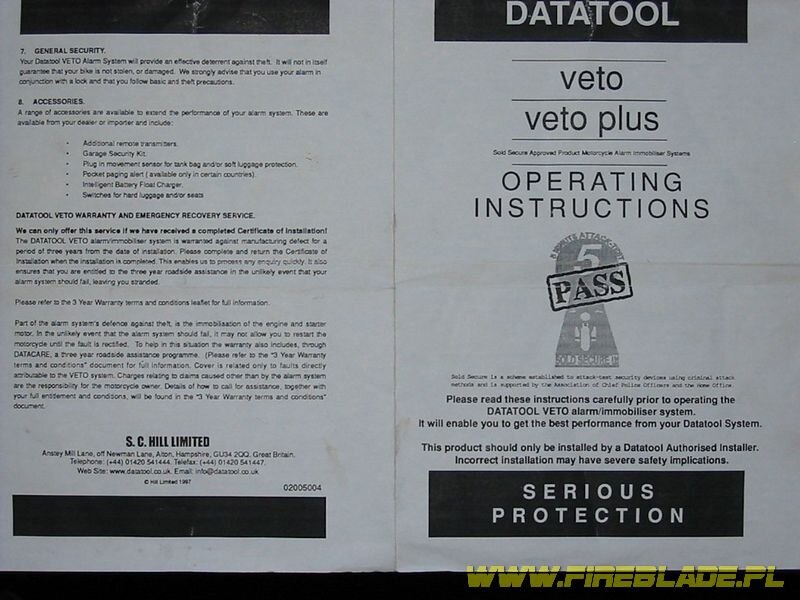 7. GENERAL SECURITY.
Your Datatool VETO Alarm System will provide an effective deterrent against theft. It will not in itself
guarantee that your bike is not stolen, or damaged. We strongly advise that you use your alarm in
conjunction with a lock and that you follow basic anti theft precautions.
8. ACCESSORIES.
A range of accessories are available to extend the performance of your alarm system. These are
available from your dealer or importer and include:
• Additional remote transmitters.
• Garage Security Kit.
• Plug in movement sensor for tank bag and/or soft luggage protection.
• Pocket paging alert ( available only in certain countries).
• Intelligent Battery Float Charger.
• Switches for hard luggage and/or seats
DATATOOL VETO WARRANTY AND EMERGENCY RECOVERY SERVICE.
We can only offer this service if we have received a completed Certificate of Installation!
The DATATOOL VETO alarm/immobiliser system is warranted against manufacturing defect for a
period of three years from the date of installation. Please complete and return the Certificate of
Installation when the installation is completed. This enables us to process any enquiry quickly. It also
ensures that you are entitled to the three year roadside assistance in the unlikely event that your
alarm system should fail, leaving you stranded.
Please refer to the 3 Year Warranty terms and conditions leaflet for full information.
Part of the alarm system's defence against theft, is the immobilisation of the engine and starter
motor. In the unlikely event that the alarm system should fail, it may not allow you to restart the
motorcycle until the fault is rectified. To help in this situation the warranty also includes, through
DATACARE, a three year roadside assistance programme. (Please refer to the "3 Year Warranty
terms and conditions" document for full information. Cover is related only to faults directly
attributable to the VETO system. Charges relating to claims caused other than by the alarm system
are the responsibility for the motorcycle owner. Details of how to call for assistance, together with
your full entitlement and conditions, will be found in the "3 Year Warranty terms and conditions"
document.
S. C. HILL LIMITED
Anstey Mill Lane, off Newman Lane, Alton, Hampshire, GU34 2QQ. Great Britain.
Telephone: (+44) 01420 541444. Telefax: (+44) 01420 541447.
Web Site: www.datatool.co.uk. Email: info@datatool.co.uk
© Hill Limited 1997
02005004
DATATOOL
veto
veto plus
Sold Secure Approved Product Motorcycle Alarm Immobiliser Systems
OPERATING
INSTRUCTIONS
5 MINUTE ATTACK-TEST
5
PASS
SOLD SECURE
Sold Secure is a scheme established to attack-test security devices using criminal attack
methods and is supported by the Association of Chief Police Officers and the Home Office.
Please read these instructions carefully prior to operating the
DATATOOL VETO alarm/immobiliser system.
It will enable you to get the best performance from your Datatool System.
This product should only be installed by a Datatool Authorised Installer.
Incorrect installation may have severe safety implications.
SERIOUS
PROTECTION
WWW.FIREBLADE.PL